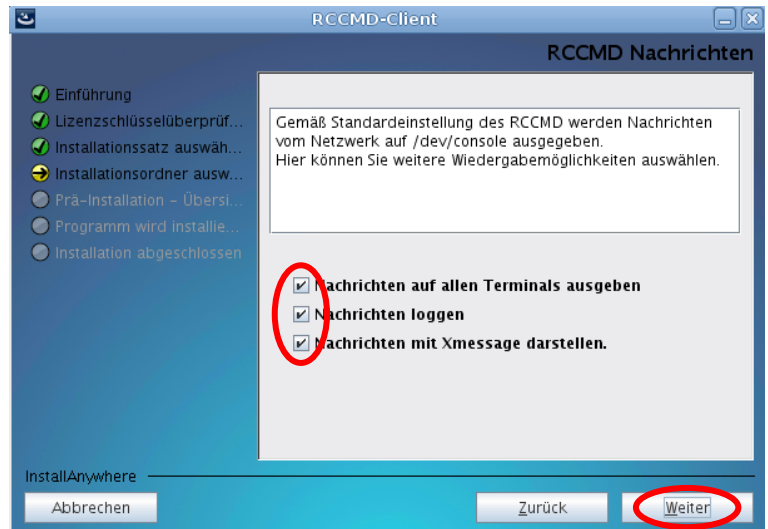 RCCMD-Client
RCCMD Nachrichten
Einführung
Lizenzschlüsselüberprüf...
Installationssatz auswäh...
Installationsordner ausw...
Prä-Installation - Übersi...
Programm wird installie...
Installation abgeschlossen
Gemäß Standardeinstellung des RCCMD werden Nachrichten
vom Netzwerk auf /dev/console ausgegeben.
Hier können Sie weitere Wiedergabemöglichkeiten auswählen.
Nachrichten auf allen Terminals ausgeben
Nachrichten loggen
Nachrichten mit Xmessage darstellen.
InstallAnywhere
Abbrechen
Zurück
Weiter